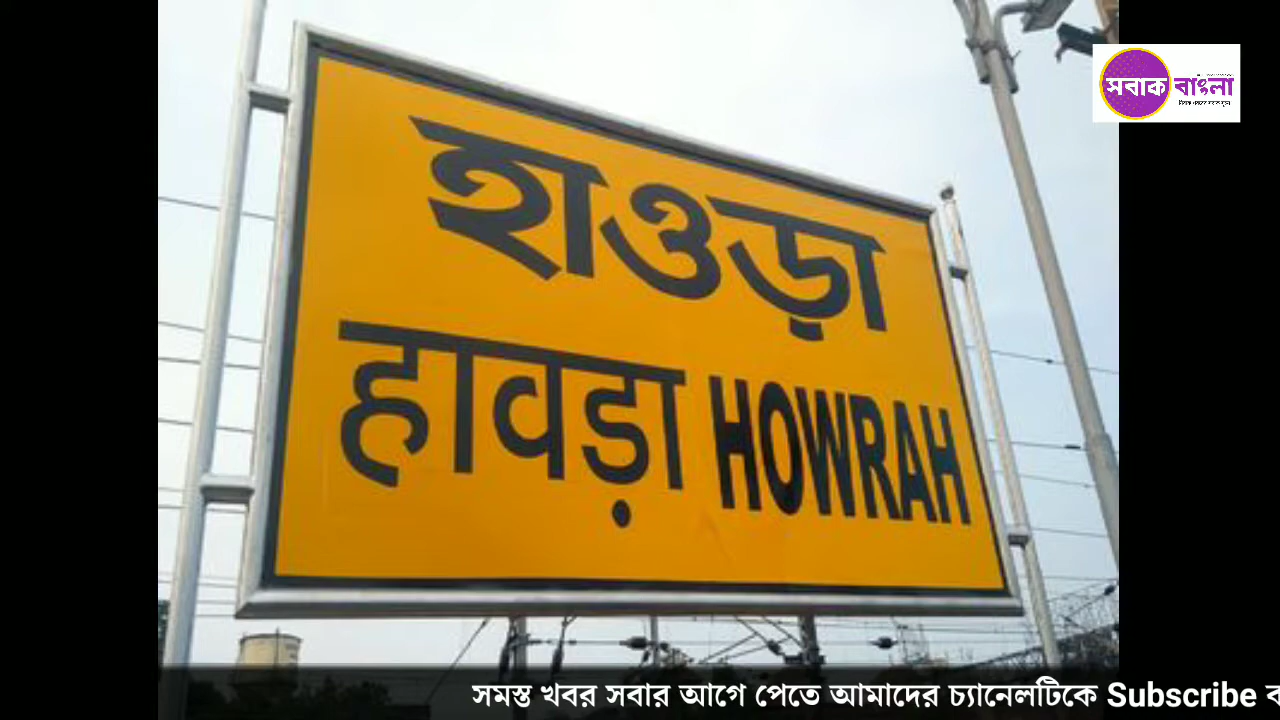 সবাক বাংলা
হাওড়া
हावड़ा HOWRAH
সমস্ত খবর সবার আগে পেতে আমাদের চ্যানেলটিকে Subscribe